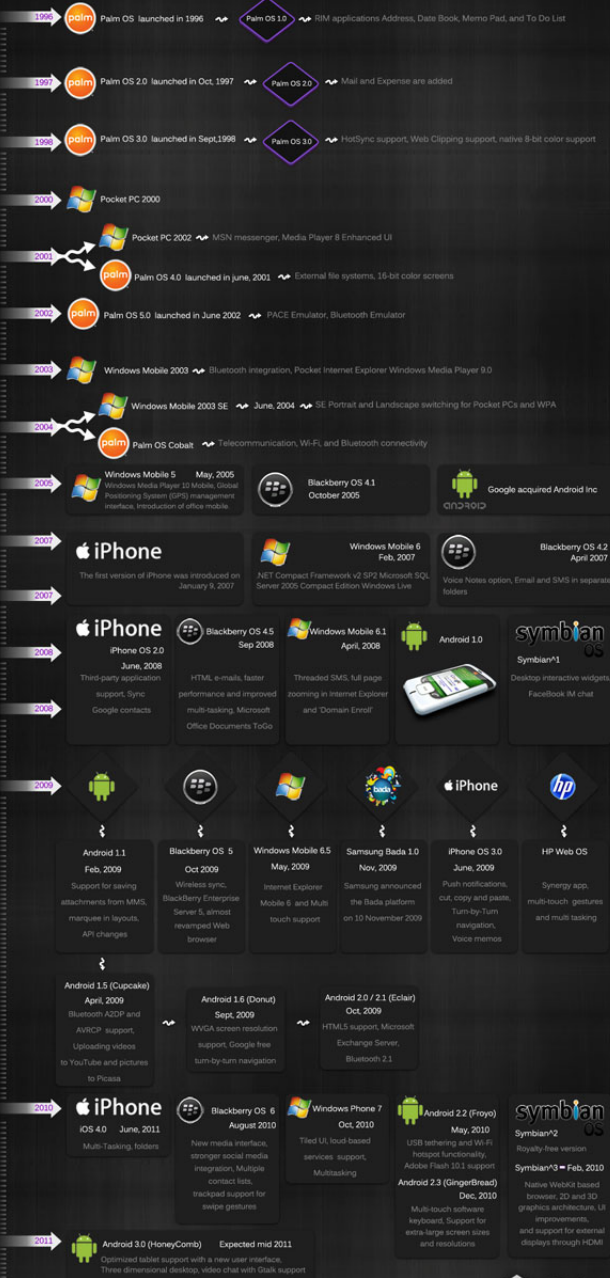 1996
palm
Palm OS launched in 1996
Palm OS 1.0
RIM applications Address, Date Book, Memo Pad, and To Do List
1997
palm
Palm OS 2.0 launched in Oct, 1997
Palm OS 2.0
Mail and Expense are added
1998
palm
Palm OS 3.0 launched in Sept,1998
Palm OS 3.0
HotSync support, Web Clipping support, native 8-bit color support
2000
Pocket PC 2000
2001
Pocket PC 2002
MSN messenger, Media Player 8 Enhanced UI
palm
Palm OS 4.0 launched in june, 2001
External file systems, 16-bit color screens
2002
palm
Palm OS 5.0 launched in June 2002
PACE Emulator, Bluetooth Emulator
2003
Windows Mobile 2003
Bluetooth integration, Pocket Internet Explorer Windows Media Player 9.0
2004
Windows Mobile 2003 SE
June, 2004
SE Portrait and Landscape switching for Pocket PCs and WPA
palm
Palm OS Cobalt
Telecommunication, Wi-Fi, and Bluetooth connectivity
2005
Windows Mobile 5 May, 2005
Windows Media Player 10 Mobile, Global
Positioning System (GPS) management
interface, Introduction of office mobile.
Blackberry OS 4.1
October 2005
ANDROID
Google acquired Android Inc
2007
iPhone
The first version of iPhone was introduced on
January 9, 2007
Windows Mobile 6
Feb, 2007
.NET Compact Framework v2 SP2 Microsoft SQL
Server 2005 Compact Edition Windows Live
Blackberry OS 4.2
April 2007
Voice Notes option, Email and SMS in separate
folders
2007
2008
iPhone
iPhone OS 2.0
June, 2008
Third-party application
support, Sync
Google contacts
Blackberry OS 4.5
Sep 2008
HTML e-mails, faster
performance and improved
multi-tasking, Microsoft
Office Documents ToGo
Windows Mobile 6.1
April, 2008
Threaded SMS, full page
zooming in Internet Explorer
and 'Domain Enroll'
Android 1.0
symbian
OS
Symbian^1
Desktop interactive widgets
FaceBook IM chat
2008
2009
bada
iPhone
hp
Android 1.1
Feb, 2009
Support for saving
attachments from MMS,
marquee in layouts,
API changes
Blackberry OS 5
Oct 2009
Wireless sync,
BlackBerry Enterprise
Server 5, almost
revamped Web
browser
Windows Mobile 6.5
May, 2009
Internet Explorer
Mobile 6 and Multi
touch support
Samsung Bada 1.0
Nov, 2009
Samsung announced
the Bada platform
on 10 November 2009
iPhone OS 3.0
June, 2009
Push notifications,
cut, copy and paste,
Turn-by-Turn
navigation,
Voice memos
HP Web OS
Synergy app,
multi-touch gestures
and multi tasking
Android 1.5 (Cupcake)
April, 2009
Bluetooth A2DP and
AVRCP support,
Uploading videos
to YouTube and pictures
to Picasa
Android 1.6 (Donut)
Sept, 2009
WVGA screen resolution
support, Google free
turn-by-turn navigation
Android 2.0 / 2.1 (Eclair)
Oct, 2009
HTML5 support, Microsoft
Exchange Server,
Bluetooth 2.1
2010
iPhone
iOS 4.0 June, 2011
Multi-Tasking, folders
Blackberry OS 6
August 2010
New media interface,
stronger social media
integration, Multiple
contact lists,
trackpad support for
swipe gestures
Windows Phone 7
Oct, 2010
Tiled UI, loud-based
services support,
Multitasking
Android 2.2 (Froyo)
May, 2010
USB tethering and Wi-Fi
hotspot functionality,
Adobe Flash 10.1 support
Android 2.3 (GingerBread)
Dec, 2010
Multi-touch software
keyboard, Support for
extra-large screen sizes
and resolutions
symbian
OS
Symbian^2
Royalty-free version
Symbian^3 - Feb, 2010
Native WebKit based
browser, 2D and 3D
graphics architecture, UI
improvements,
and support for external
displays through HDMI
2011
Android 3.0 (HoneyComb) Expected mid 2011
Optimized tablet support with a new user interface,
Three dimensional desktop, video chat with Gtalk support